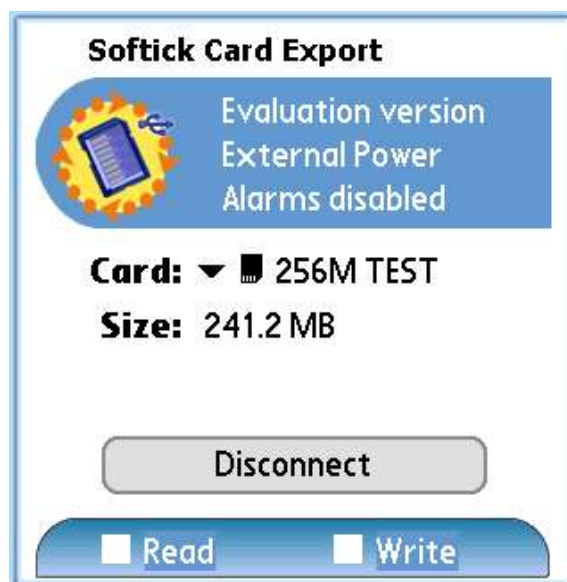 Softick Card Export
Evaluation version
External Power
Alarms disabled
Card: 256M TEST
Size: 241.2 MB
Disconnect
Read Write